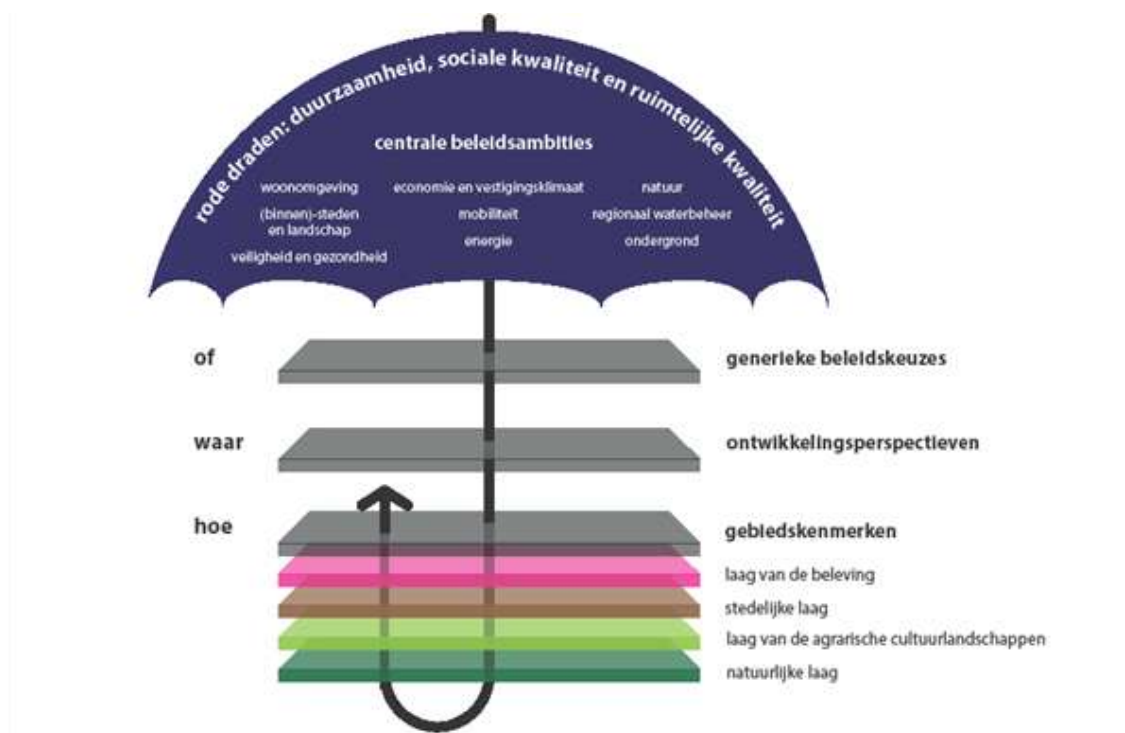 rode draden: duurzaamheid, sociale kwaliteit en ruimtelijke kwaliteit
centrale beleidsambities
woonomgeving
(binnen)-steden
en landschap
veiligheid en gezondheid
economie en vestigingsklimaat
mobiliteit
energie
natuur
regionaal waterbeheer
ondergrond
of
generieke beleidskeuzes
waar
ontwikkelingsperspectieven
hoe
gebiedskenmerken
laag van de beleving
stedelijke laag
laag van de agrarische cultuurlandschappen
natuurlijke laag